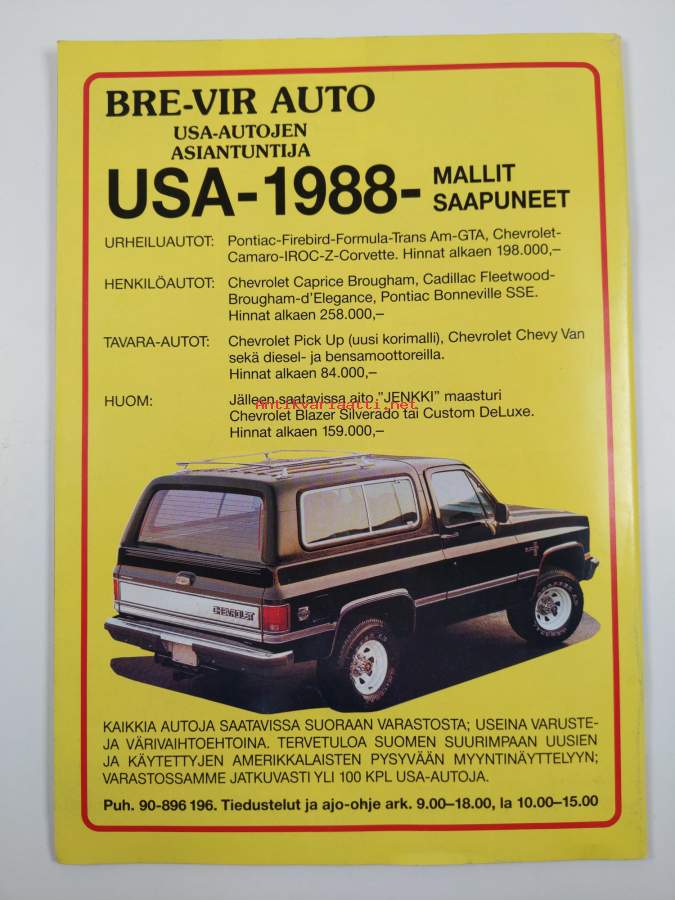 BRE-VIR AUTO
USA-AUTOJEN
ASIANTUNTIJA
USA-1988- MALLIT SAAPUNEET
URHEILUAUTOT: Pontiac-Firebird-Formula-Trans Am-GTA, Chevrolet-
Camaro-IROC-Z-Corvette. Hinnat alkaen 198.000,–
HENKILÖAUTOT: Chevrolet Caprice Brougham, Cadillac Fleetwood-
Brougham-d'Elegance, Pontiac Bonneville SSE.
Hinnat alkaen 258.000,–
TAVARA-AUTOT: Chevrolet Pick Up (uusi korimalli), Chevrolet Chevy Van
sekä diesel- ja bensamoottoreilla.
Hinnat alkaen 84.000,–
HUOM: Jälleen saatavissa aito "JENKKI" maasturi
Antikvariaatti.net
Chevrolet Blazer Silverado tai Custom DeLuxe.
Hinnat alkaen 159.000,–
CHEVROLET
KAIKKIA AUTOJA SAATAVISSA SUORAAN VARASTOSTA; USEINA VARUSTE-
JA VÄRIVAIHTOEHTOINA. TERVETULOA SUOMEN SUURIMPAAN UUSIEN
JA KÄYTETTYJEN AMERIKKALAISTEN PYSYVÄÄN MYYNTINÄYTTELYYN;
VARASTOSSAMME JATKUVASTI YLI 100 KPL USA-AUTOJA.
Puh. 90-896 196. Tiedustelut ja ajo-ohje ark. 9.00–18.00, la 10.00–15.00